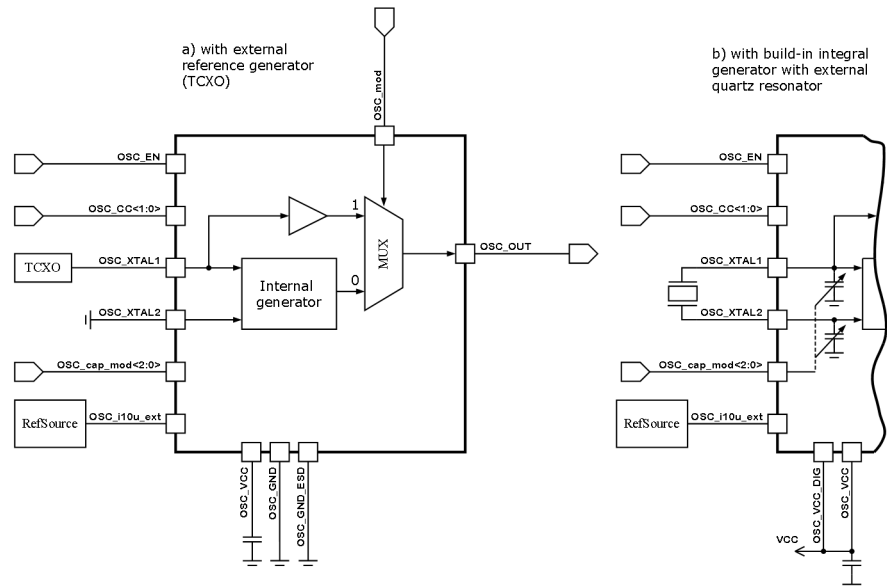 a) with external
reference generator
(TCXO)
OSC_mod
OSC_EN
OSC_CC<1:0>
OSC_XTAL1
TCXO
OSC_XTAL2
OSC_cap_mod<2:0>
OSC_i10u_ext
RefSource
1
0
MUX
Internal
generator
OSC_OUT
OSC_VCC
OSC_GND
OSC_GND_ESD
b) with build-in integral
generator with external
quartz resonator
OSC_EN
OSC_CC<1:0>
OSC_XTAL1
OSC_XTAL2
OSC_cap_mod<2:0>
OSC_i10u_ext
RefSource
OSC_VCC_DIG
OSC_VCC
VCC